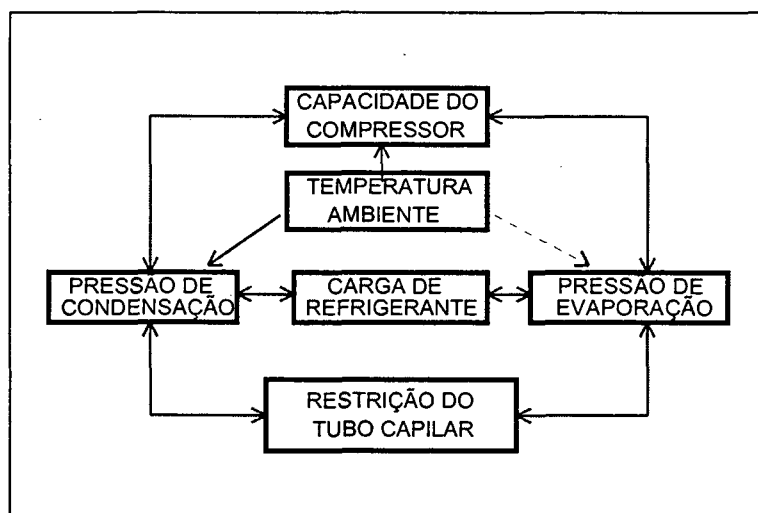 CAPACIDADE DO
COMPRESSOR
TEMPERATURA
AMBIENTE
PRESSÃO DE
CONDENSAÇÃO
CARGA DE
REFRIGERANTE
PRESSÃO DE
EVAPORAÇÃO
RESTRIÇÃO DO
TUBO CAPILAR